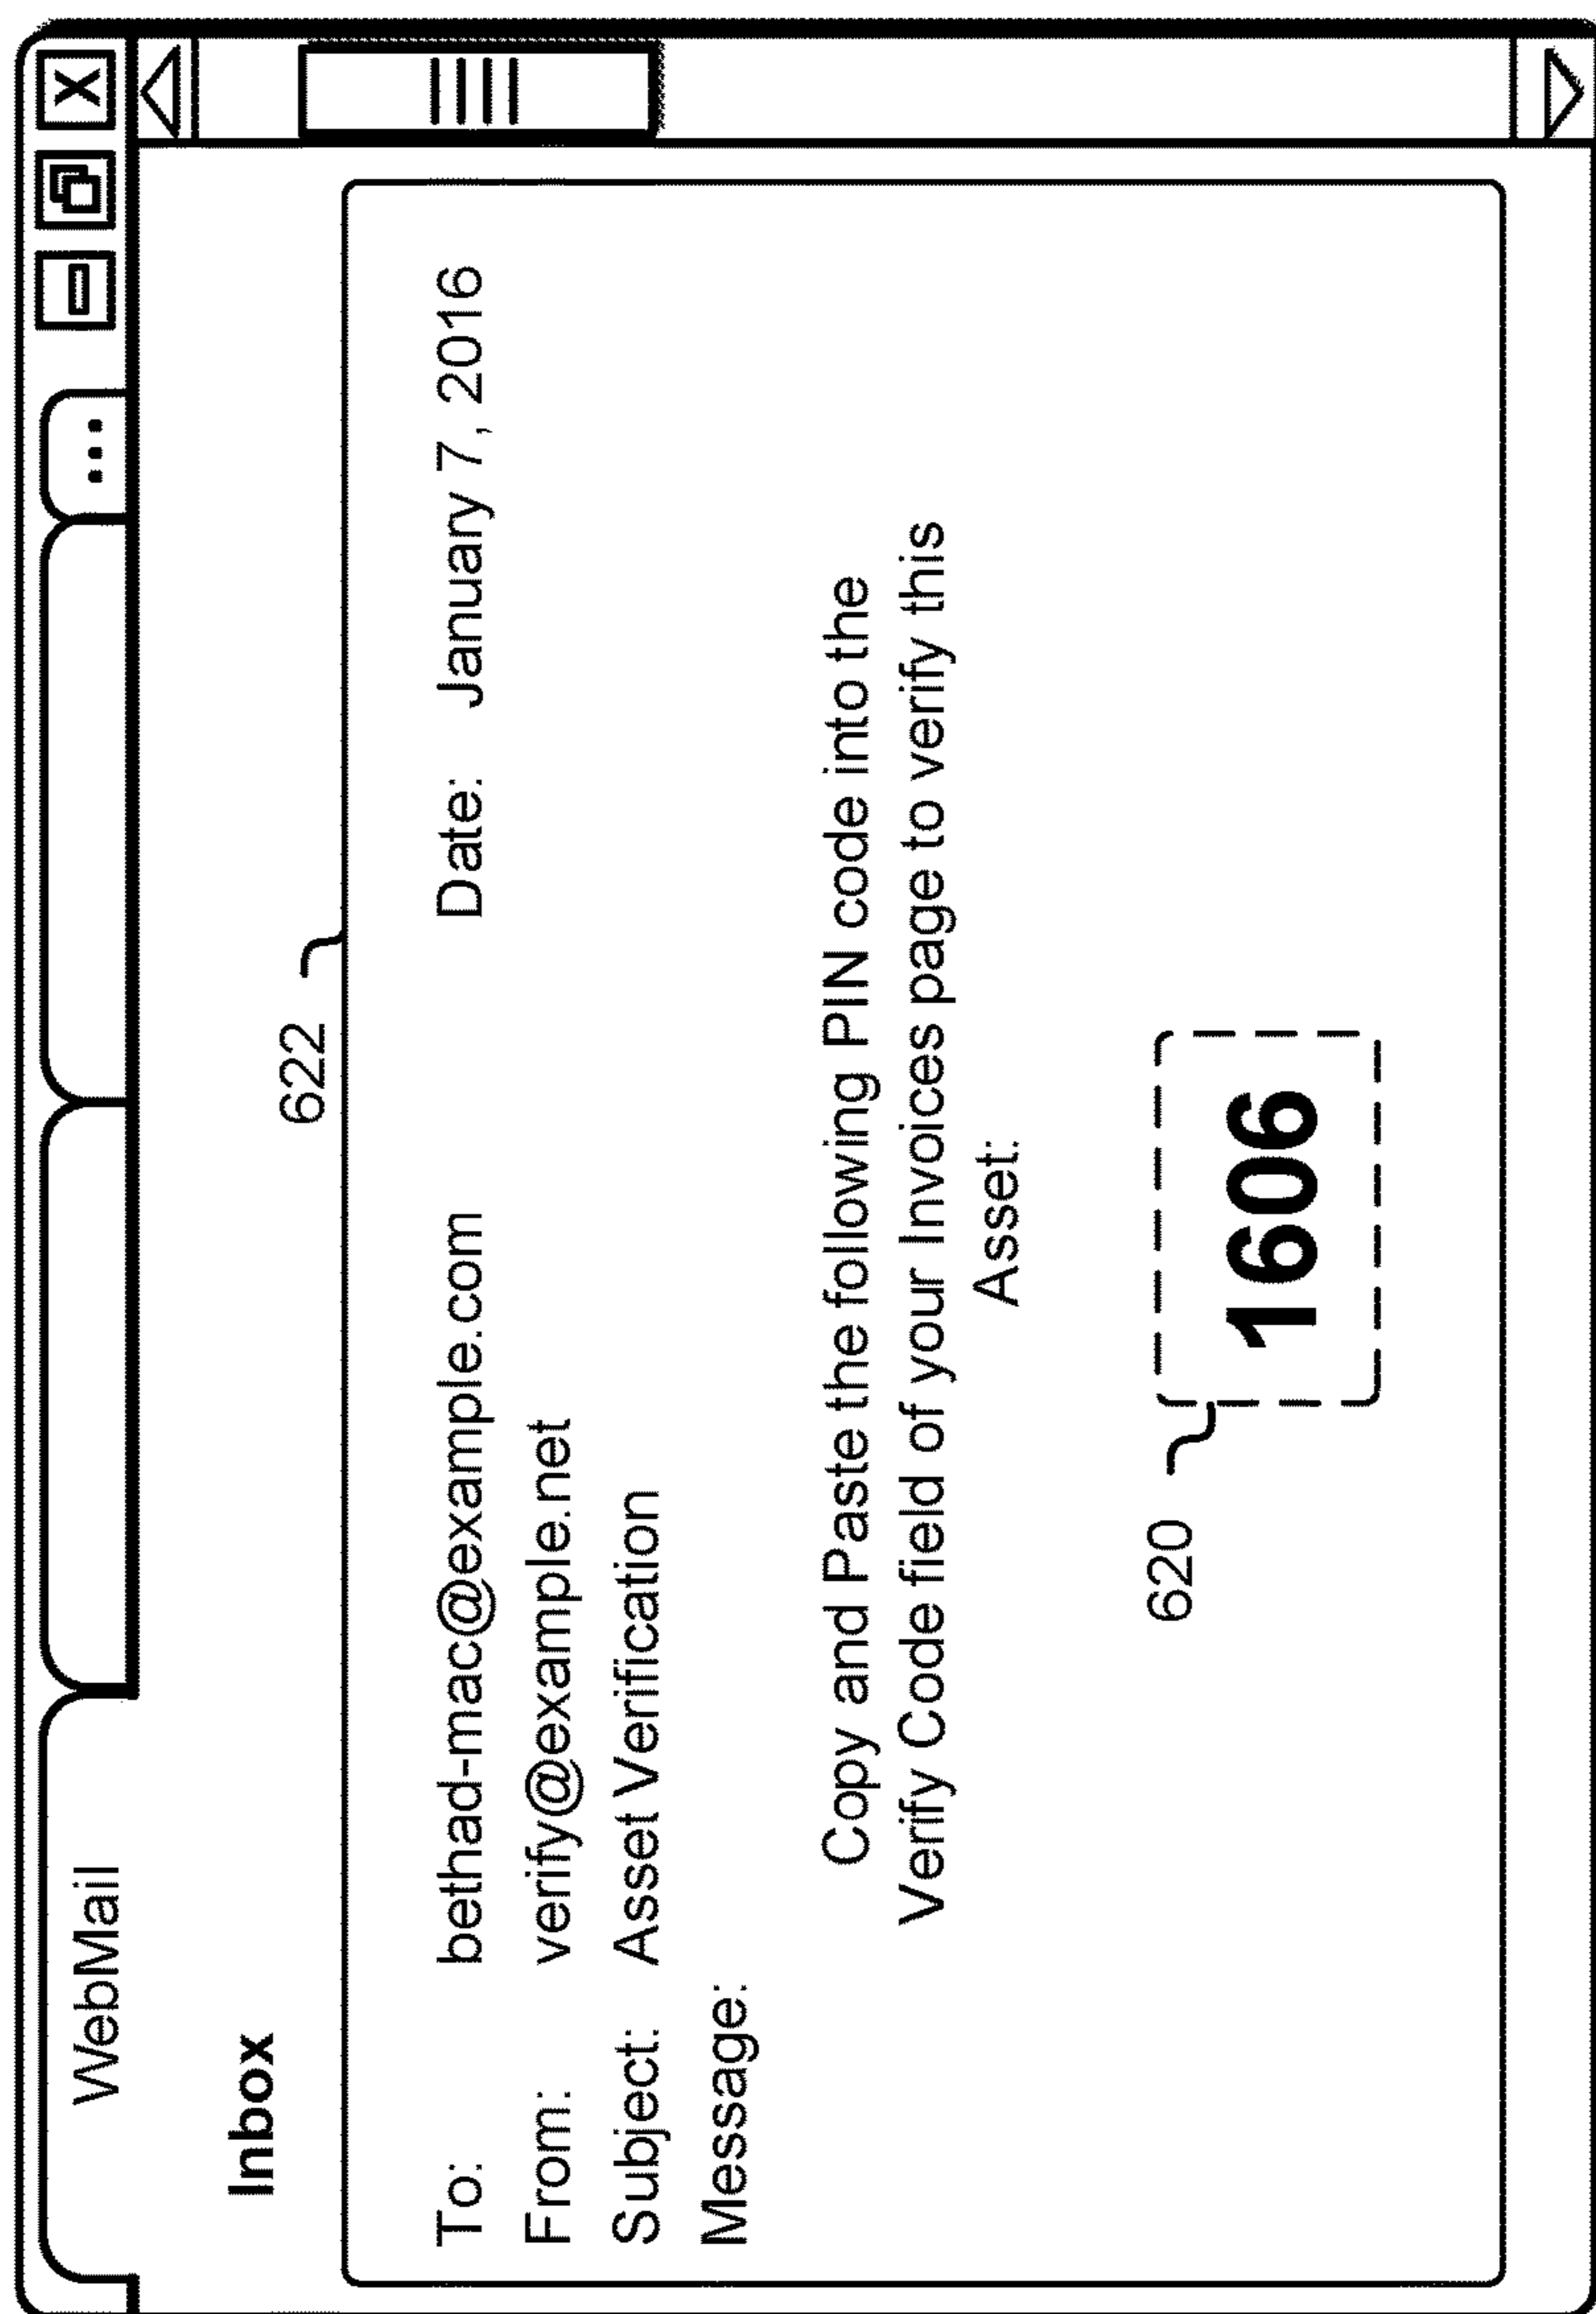 WebMail
...
X
Inbox
622
To: bethad-mac@example.com Date: January 7, 2016
From: verify@example.net
Subject: Asset Verification
Message:
Copy and Paste the following PIN code into the
Verify Code field of your Invoices page to verify this
Asset:
620
1606